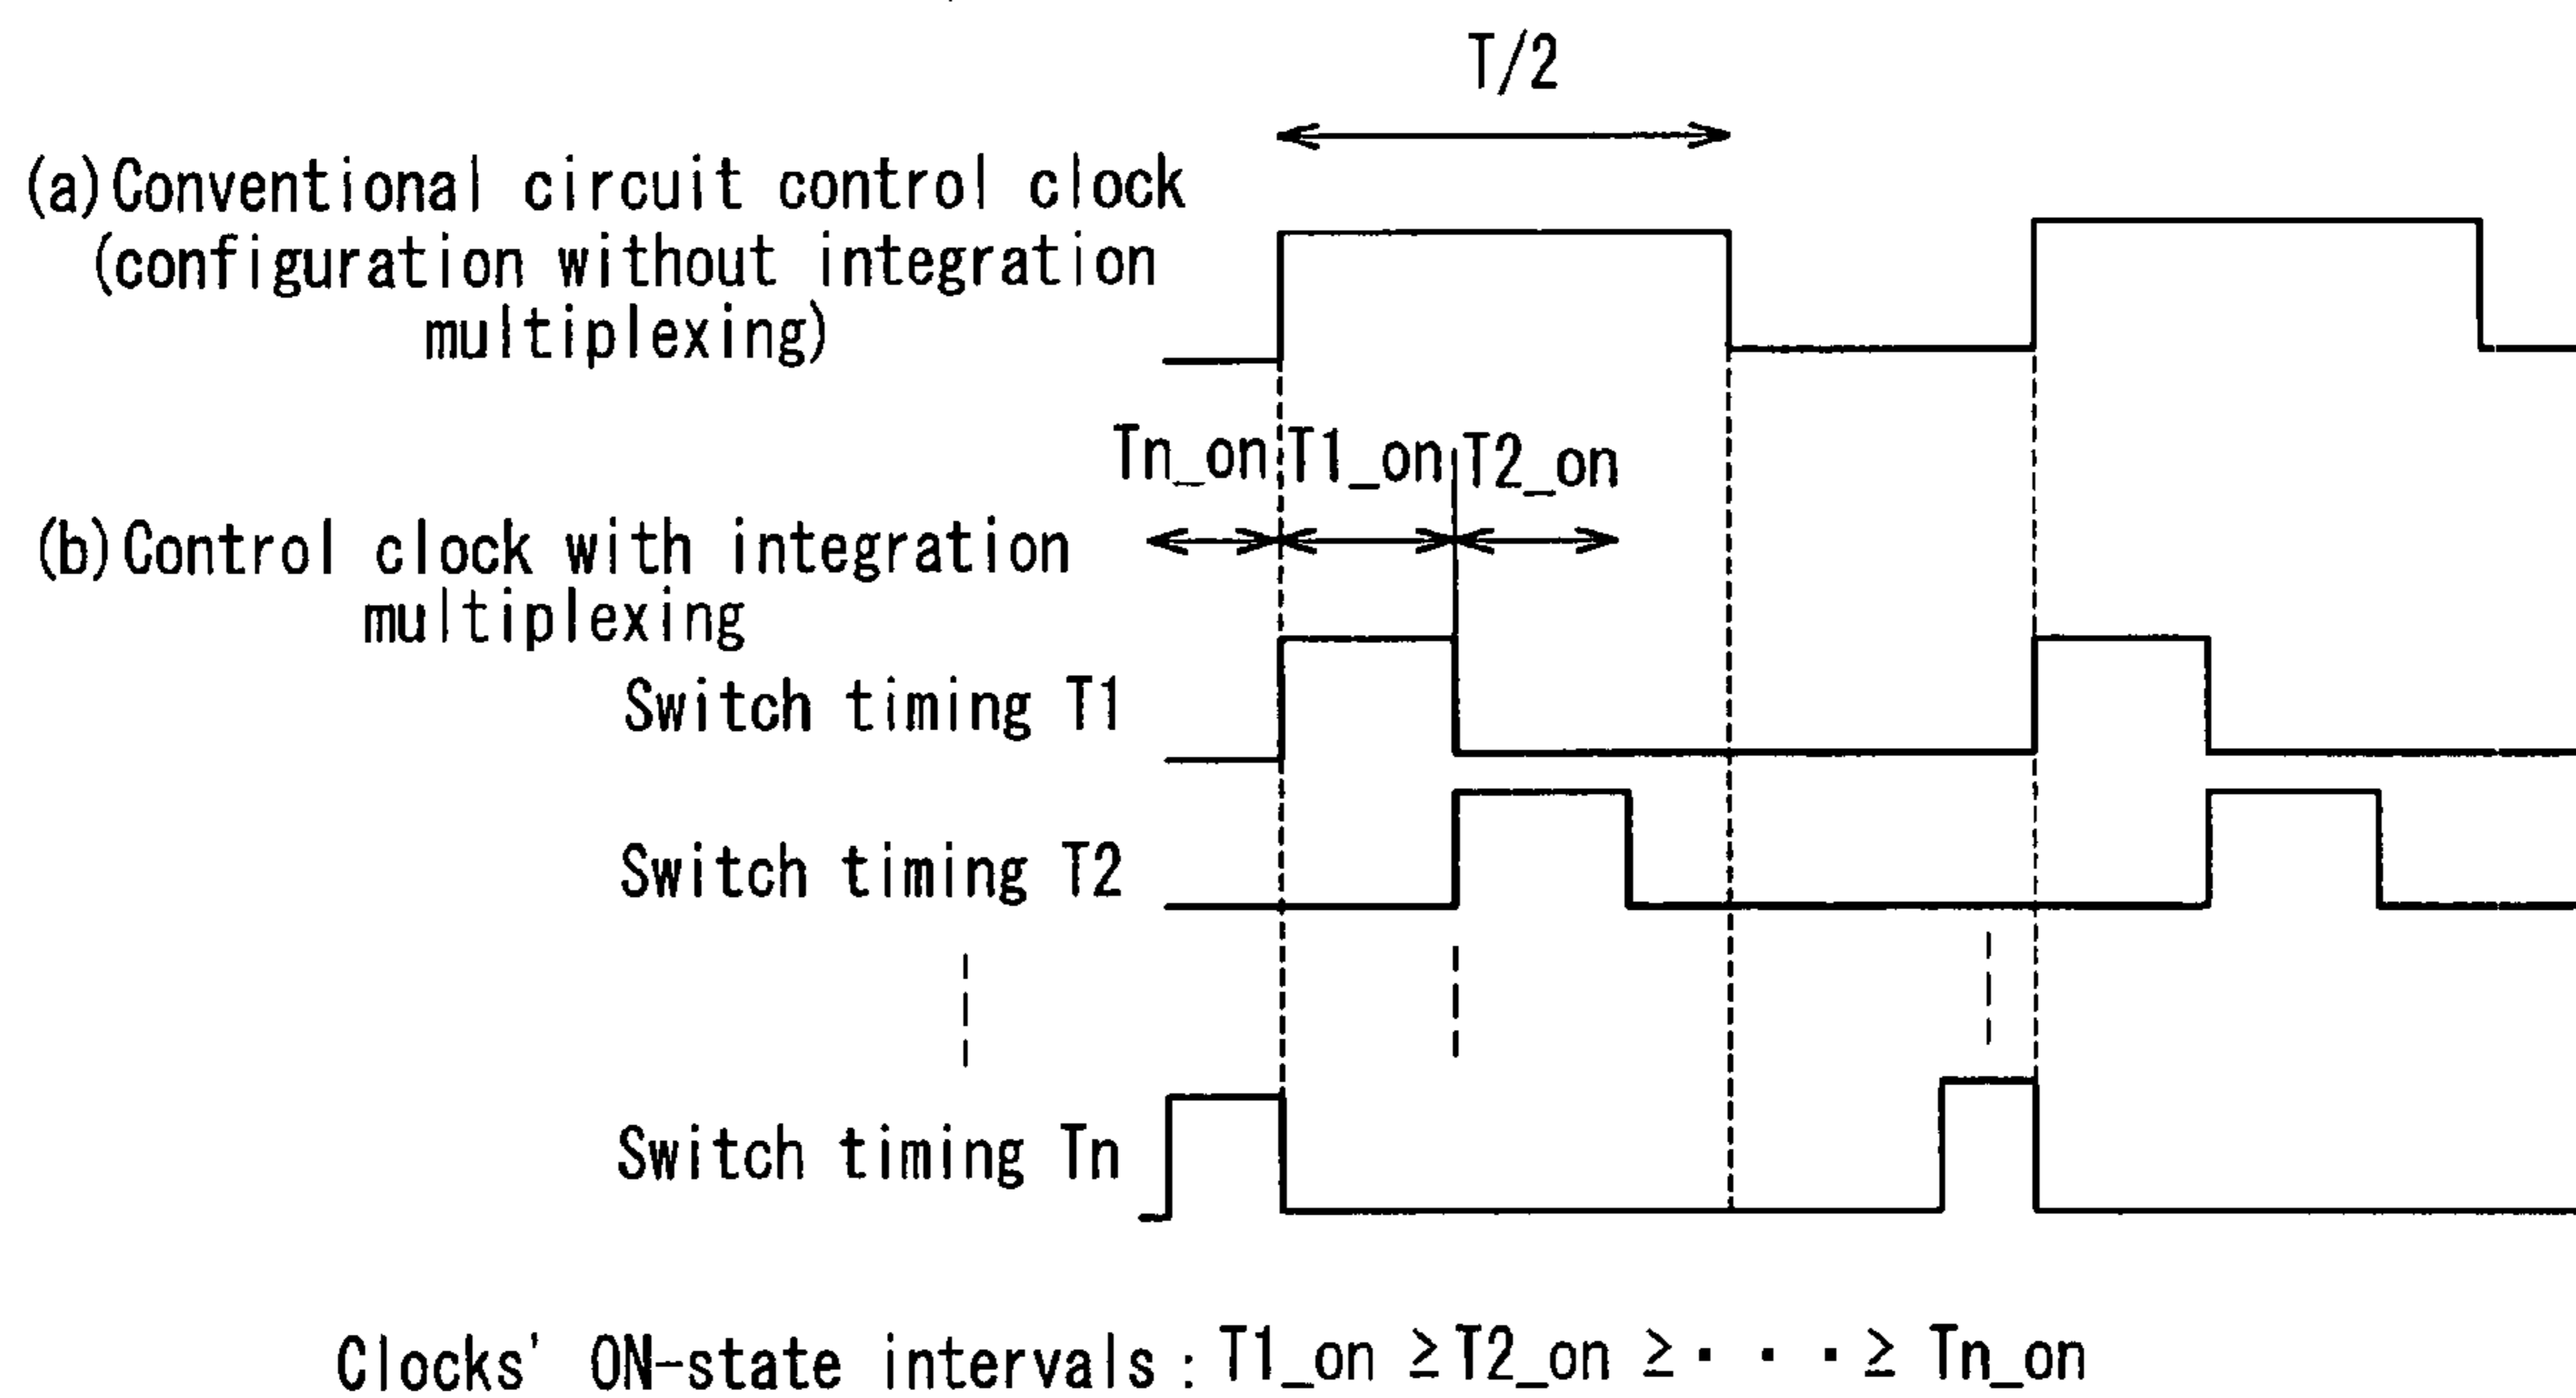 T/2
(a)Conventional circuit control clock
(configuration without integration
multiplexing)
Tn_on T1_on T2_on
(b)Control clock with integration
multiplexing
Switch timing T1
Switch timing T2
Switch timing Tn
Clocks' ON-state intervals : T1_on ≥ T2_on ≥ · · · ≥ Tn_on